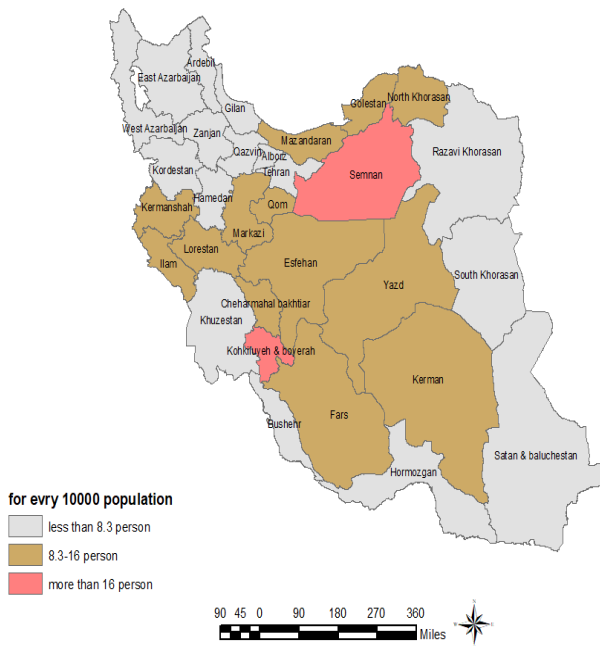 Ardebil
East Azarbaijan
Gilan
West Azarbaijan
Zanjan
Golestan
North Khorasan
Mazandaran
Qazvin
Alborz
Tehran
Razavi Khorasan
Kordestan
Semnan
Hamedan
Kermanshah
Qom
Markazi
Lorestan
Ilam
Esfehan
South Khorasan
Yazd
Cheharmahal bakhtiar
Khuzestan
Kohkiluyeh & boyerah
Kerman
Fars
Bushehr
Satan & baluchestan
Hormozgan
for evry 10000 population
less than 8.3 person
8.3-16 person
more than 16 person
90 45 0 90 180 270 360
Miles